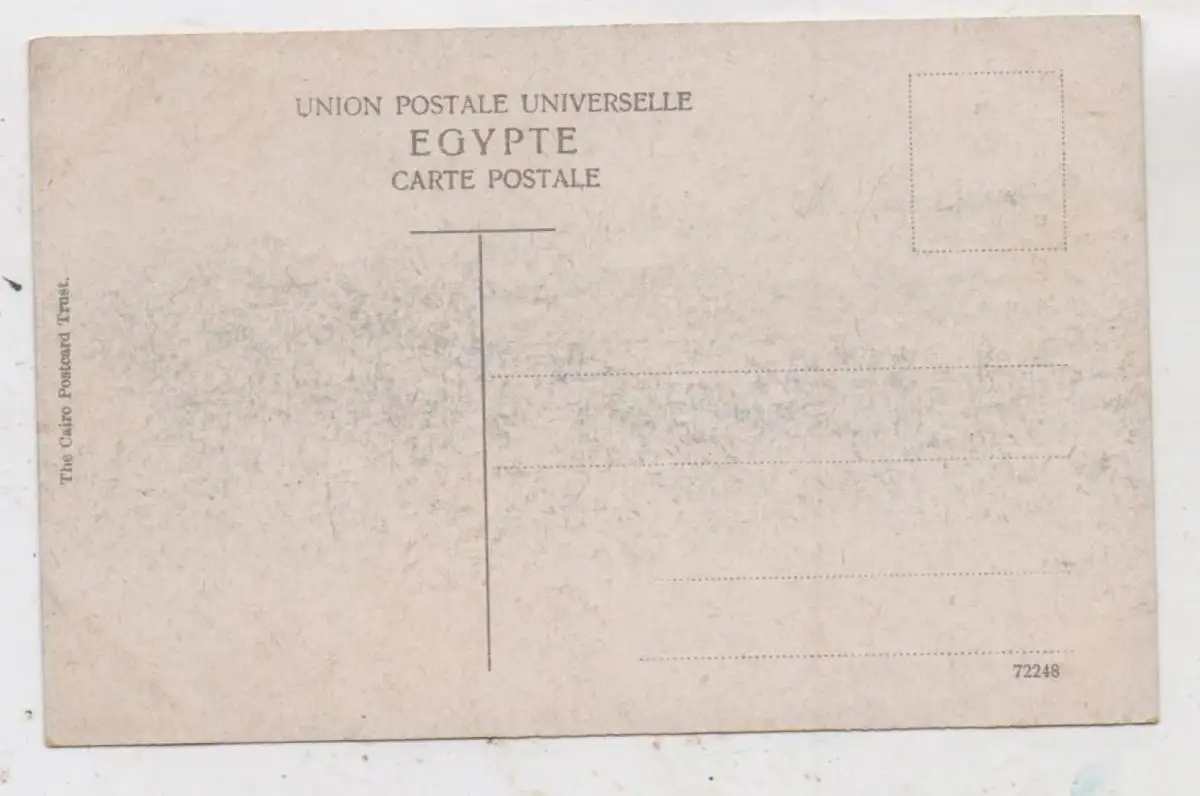 UNION POSTALE UNIVERSELLE
EGYPTE
CARTE POSTALE
The Cairo Postcard Trust.
72248